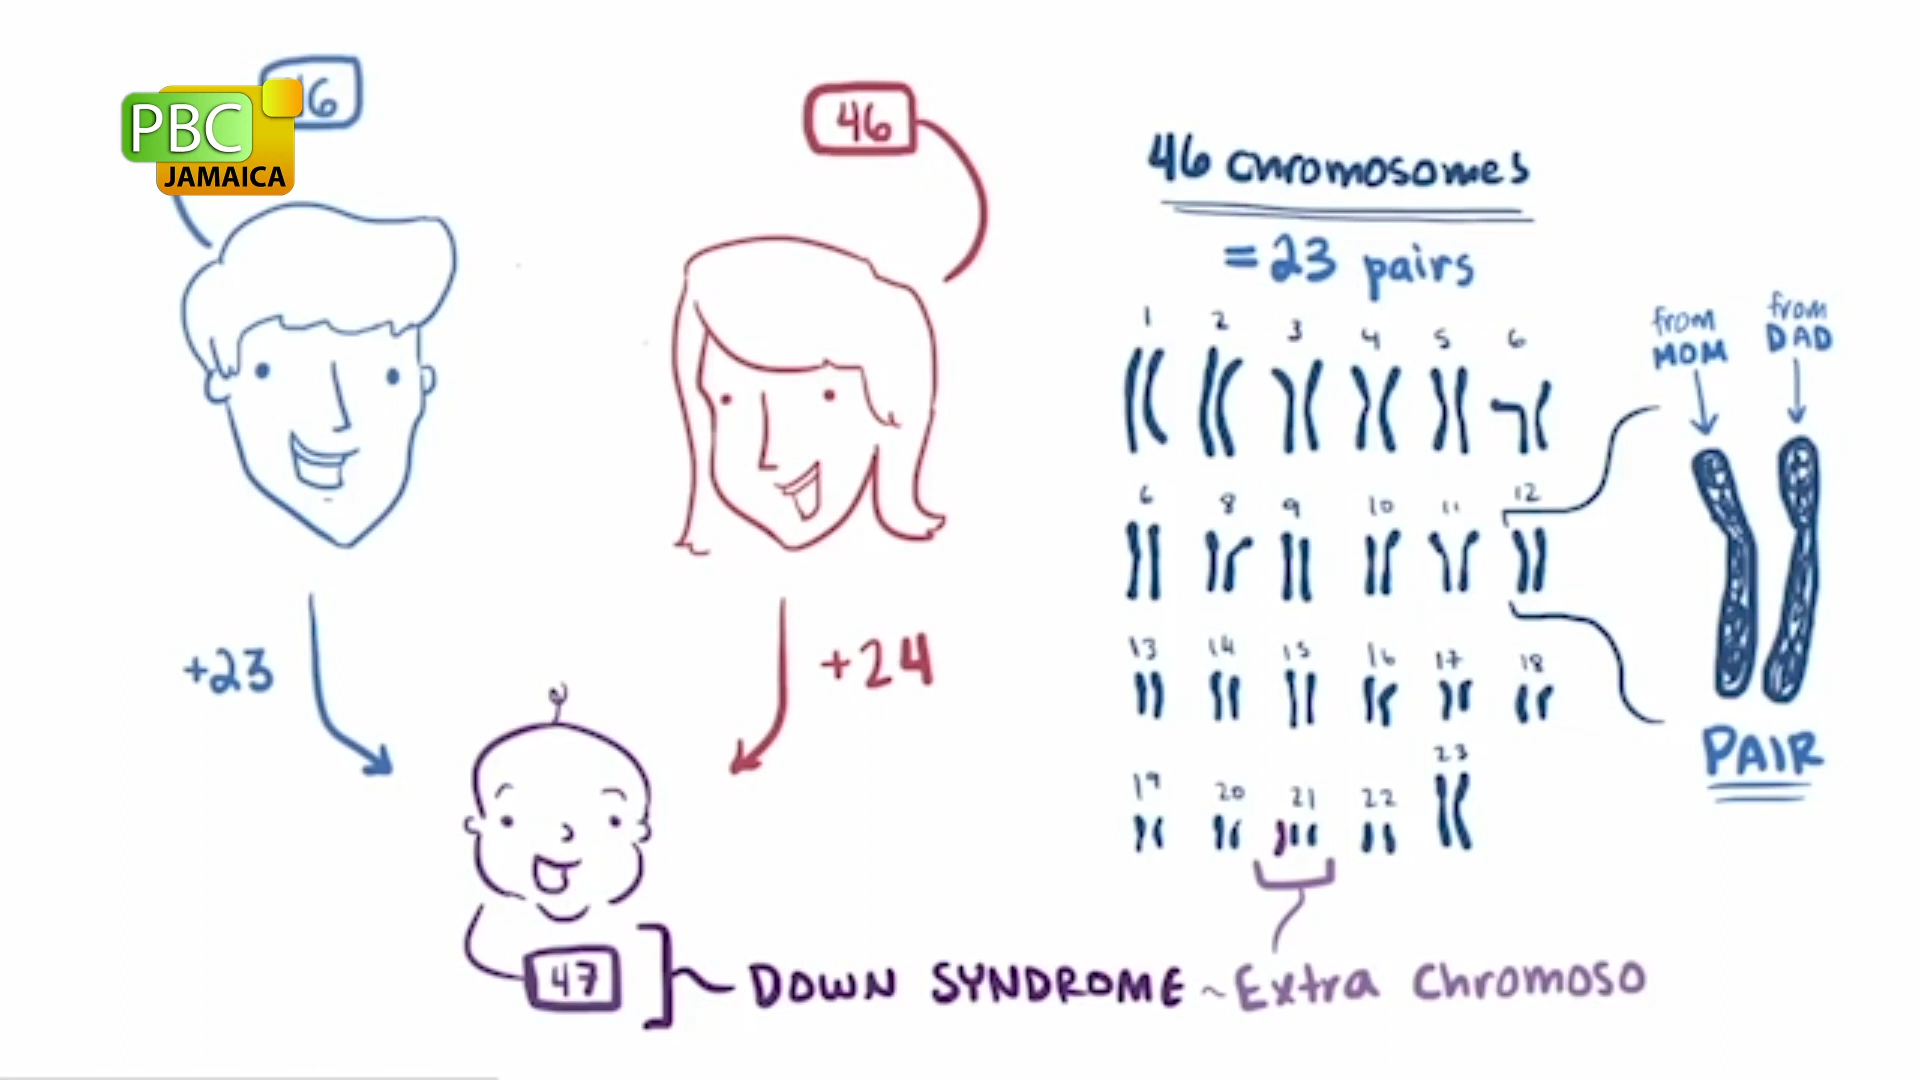 PBC
JAMAICA
46
46 chromosomes
= 23 pairs
from
MOM
from
DAD
1 2 3 4 5 6
6 8 9 10 11 12
13 14 15 16 17 18
19 20 21 22 23
PAIR
+23
+24
47
DOWN SYNDROME ~ Extra Chromoso